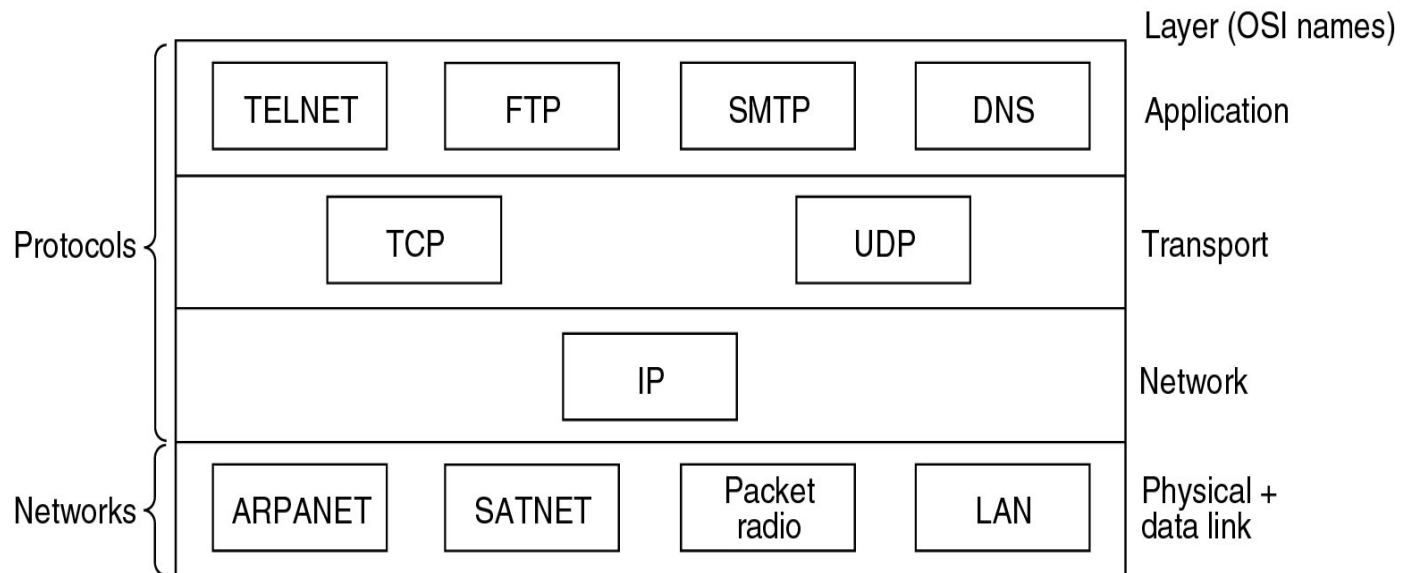 Layer (OSI names)
TELNET FTP SMTP DNS Application
Protocols TCP UDP Transport
IP Network
Networks ARPANET SATNET Packet radio LAN Physical + data link